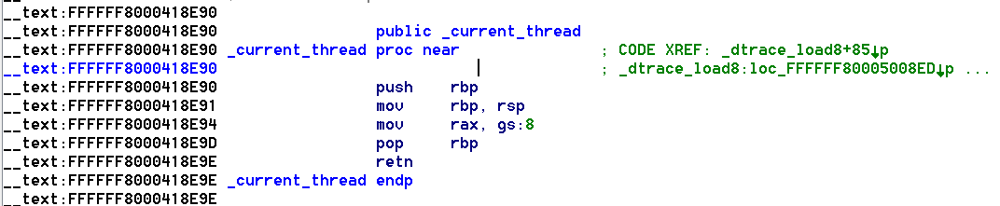 __text:FFFFFF8000418E90
__text:FFFFFF8000418E90 public _current_thread
__text:FFFFFF8000418E90 _current_thread proc near ; CODE XREF: _dtrace_load8+85↓p
__text:FFFFFF8000418E90 ; _dtrace_load8:loc_FFFFFF80005008ED↓p ...
__text:FFFFFF8000418E90 push rbp
__text:FFFFFF8000418E91 mov rbp, rsp
__text:FFFFFF8000418E94 mov rax, gs:8
__text:FFFFFF8000418E9D pop rbp
__text:FFFFFF8000418E9E retn
__text:FFFFFF8000418E9E _current_thread endp
__text:FFFFFF8000418E9E